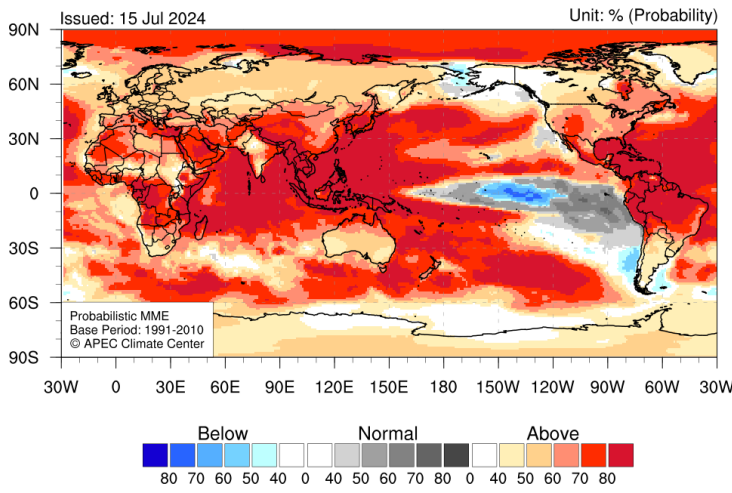 Issued: 15 Jul 2024 Unit: % (Probability)
90N
60N
30N
0
30S
60S
90S
Probabilistic MME
Base Period: 1991-2010
© APEC Climate Center
30W 0 30E 60E 90E 120E 150E 180 150W 120W 90W 60W 30W
Below Normal Above
80 70 60 50 40 0 40 50 60 70 80 0 40 50 60 70 80